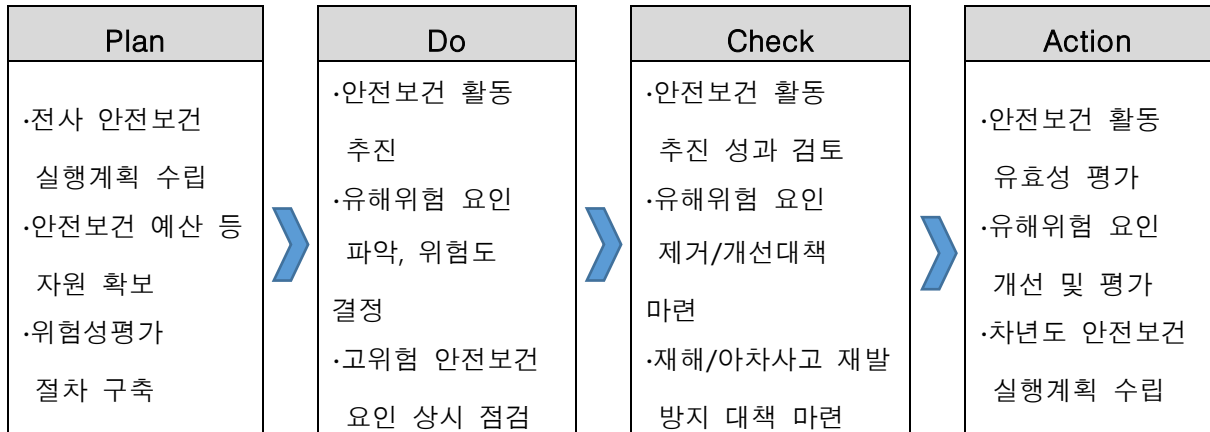 Plan
·전사 안전보건
실행계획 수립
·안전보건 예산 등
자원 확보
·위험성평가
절차 구축
Do
·안전보건 활동
추진
·유해위험 요인
파악, 위험도
결정
·고위험 안전보건
요인 상시 점검
Check
·안전보건 활동
추진 성과 검토
·유해위험 요인
제거/개선대책
마련
·재해/아차사고 재발
방지 대책 마련
Action
·안전보건 활동
유효성 평가
·유해위험 요인
개선 및 평가
·차년도 안전보건
실행계획 수립